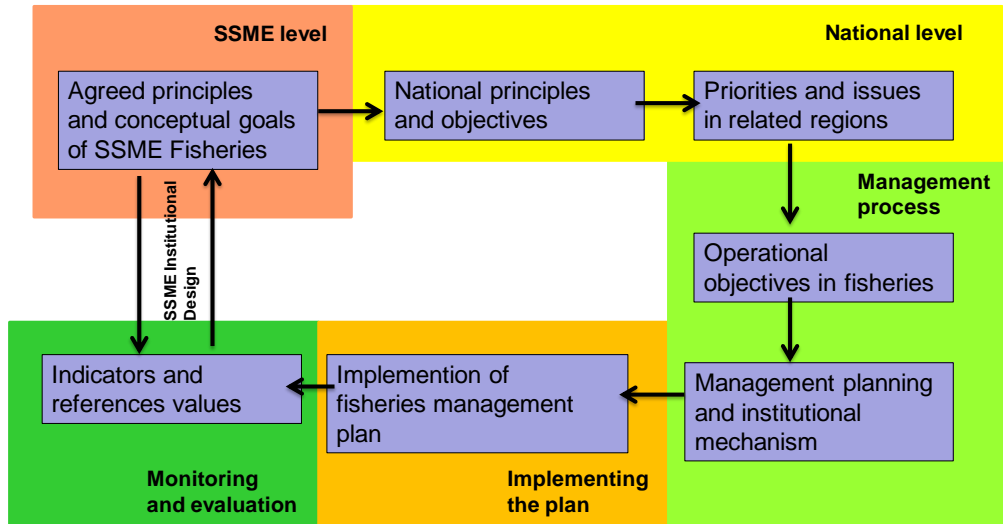 SSME level
National level
Agreed principles
and conceptual goals
of SSME Fisheries
National principles
and objectives
Priorities and issues
in related regions
Management
process
SSME Institutional
Design
Operational
objectives in fisheries
Indicators and
references values
Implemention of
fisheries management
plan
Management planning
and institutional
mechanism
Monitoring
and evaluation
Implementing
the plan